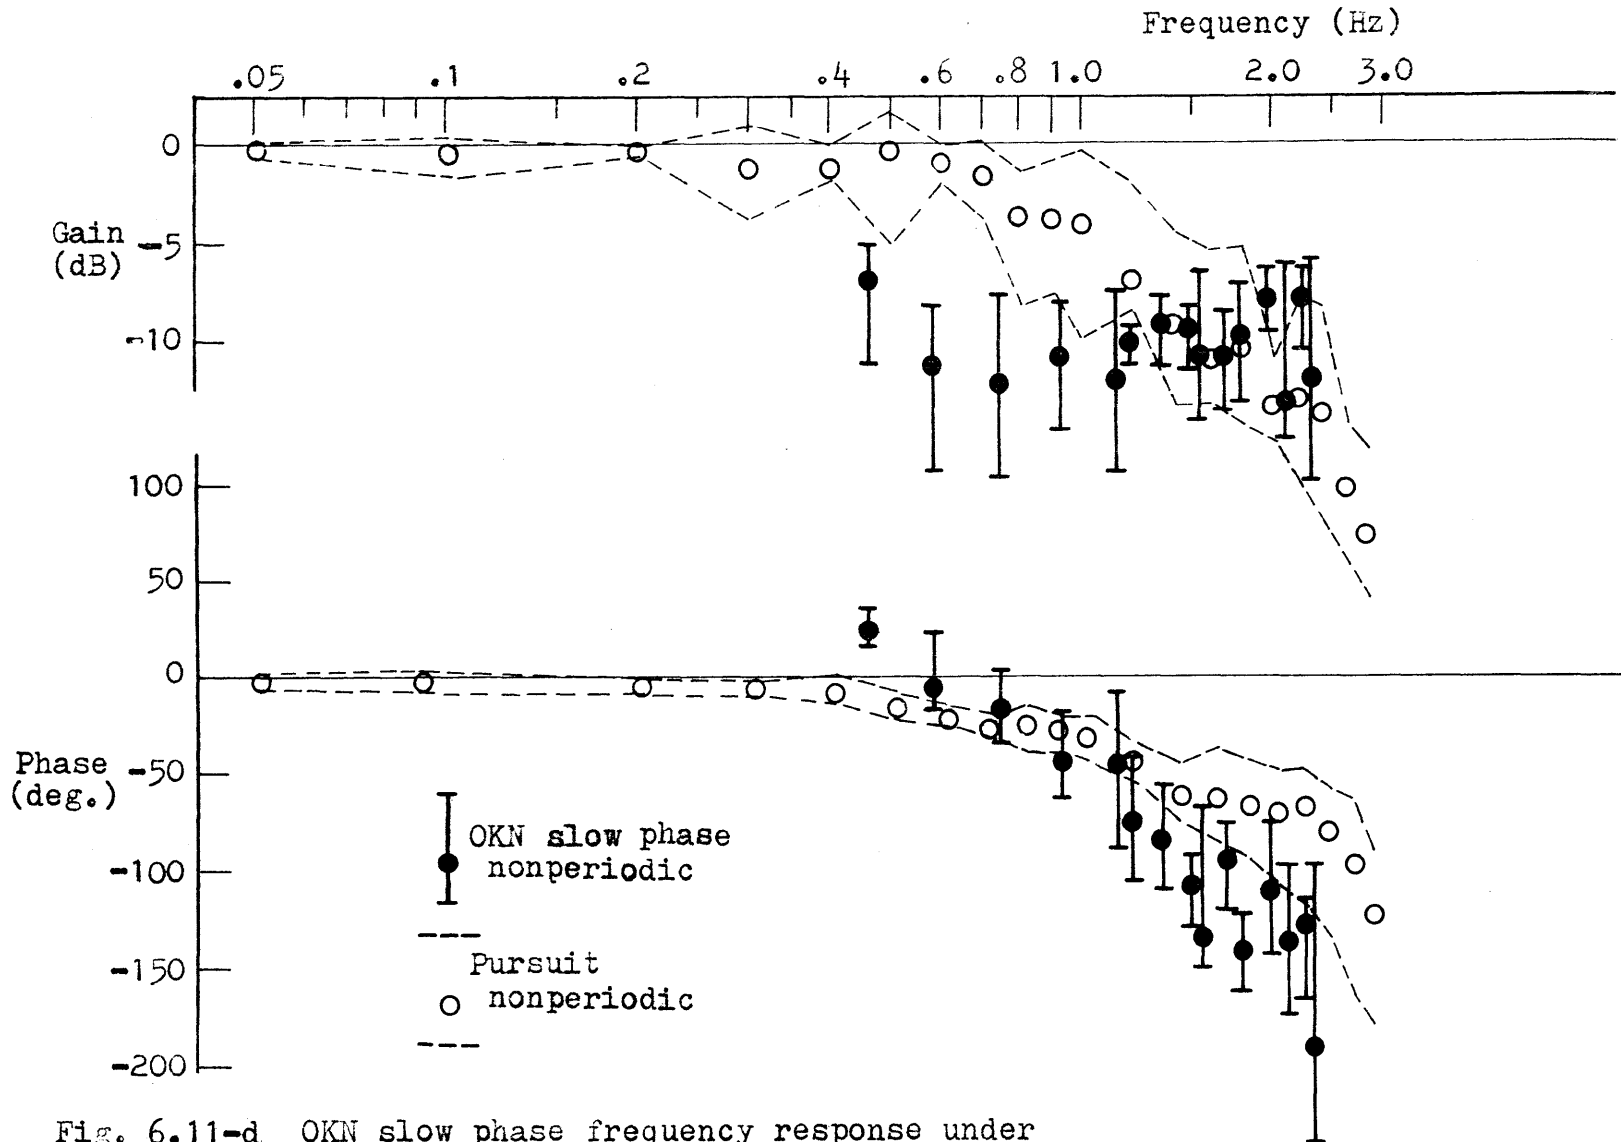 Frequency (Hz)
.05 .1 .2 .4 .6 .8 1.0 2.0 3.0
0
Gain
(dB)
-5
-10
100
50
0
Phase
(deg.)
-50
-100
-150
-200
OKN slow phase
nonperiodic
Pursuit
nonperiodic
Fig. 6.11-d OKN slow phase frequency response under